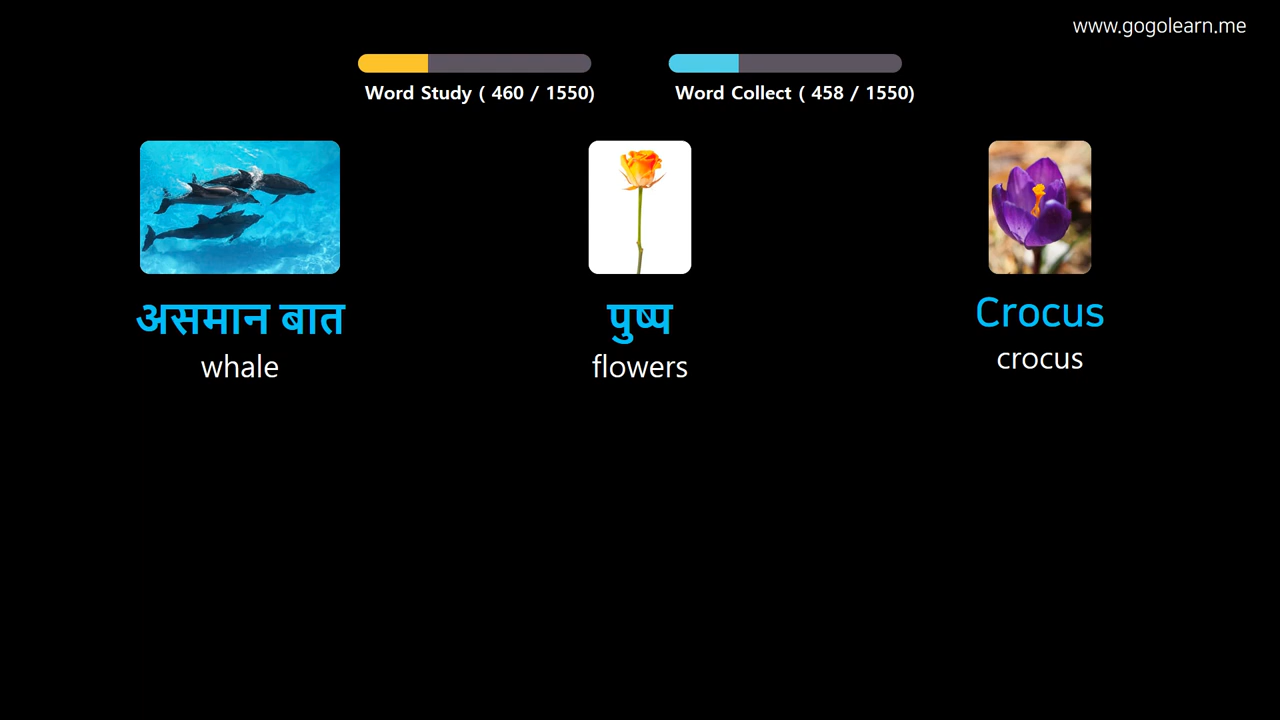 www.gogolearn.me
Word Study ( 460 / 1550)
Word Collect ( 458 / 1550)
असमान बात
whale
पुष्प
flowers
Crocus
crocus